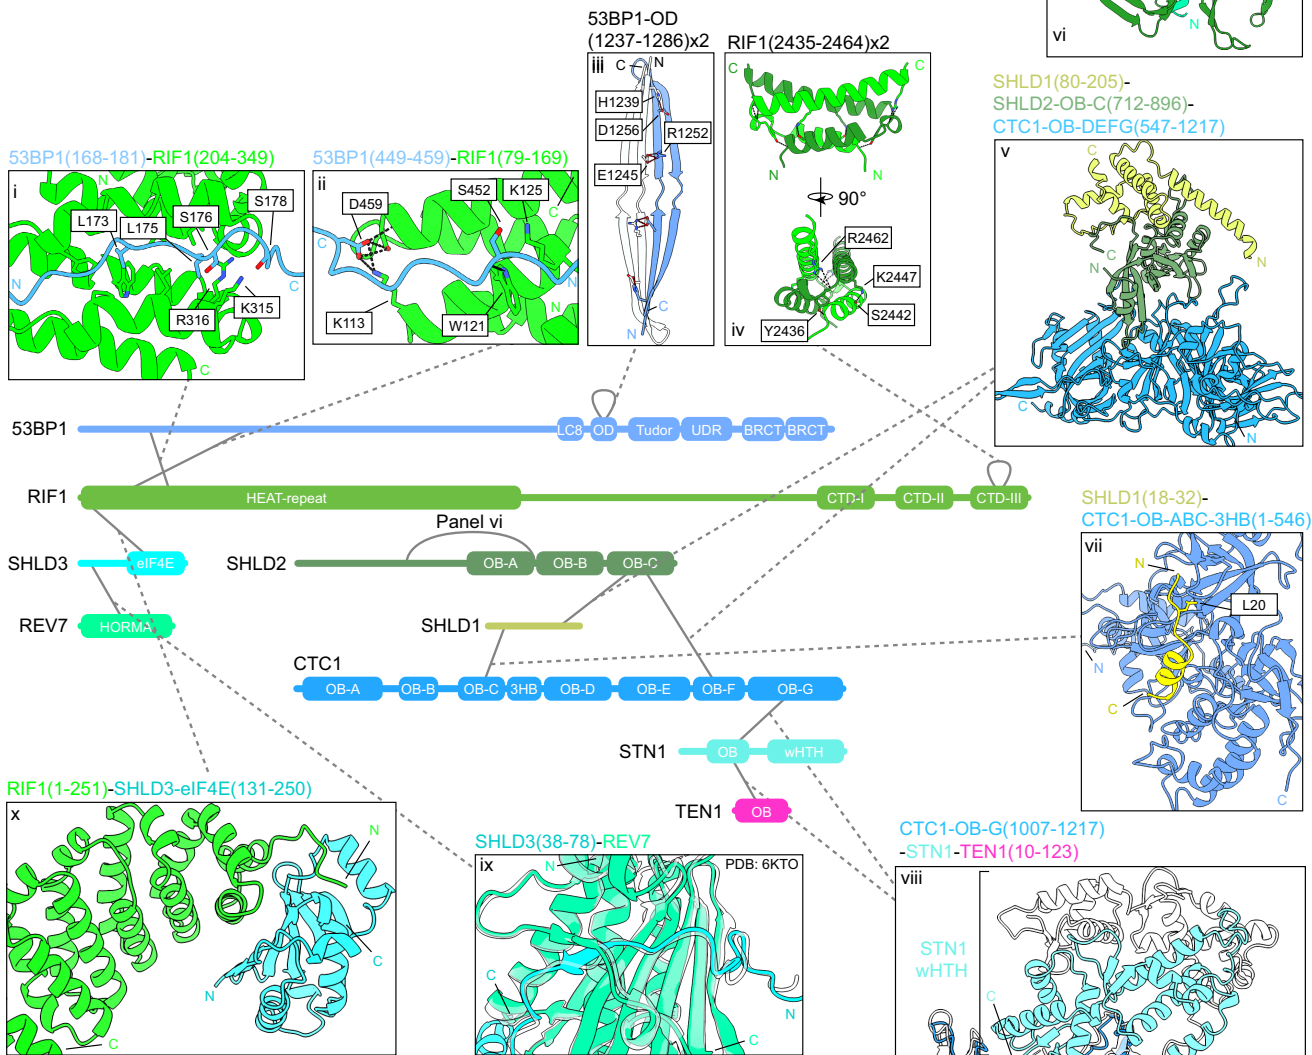 53BP1-OD
(1237-1286)x2
iii
C
N
H1239
D1256
R1252
E1245
C
N
RIF1(2435-2464)x2
C
C
N
N
90°
R2462
K2447
S2442
Y2436
iv
N
vi
SHLD1(80-205)-
SHLD2-OB-C(712-896)-
CTC1-OB-DEFG(547-1217)
v
C
C
N
N
C
N
53BP1(168-181)-RIF1(204-349)
i
N
S178
S176
L173
L175
N
C
K315
R316
C
53BP1(449-459)-RIF1(79-169)
ii
S452
K125
D459
C
C
N
K113
W121
N
53BP1
LC8
OD
Tudor
UDR
BRCT
BRCT
RIF1
HEAT-repeat
CTD-I
CTD-II
CTD-III
Panel vi
SHLD3
eIF4E
SHLD2
OB-A
OB-B
OB-C
REV7
HORMA
SHLD1
CTC1
OB-A
OB-B
OB-C
3HB
OB-D
OB-E
OB-F
OB-G
STN1
OB
wHTH
TEN1
OB
SHLD1(18-32)-
CTC1-OB-ABC-3HB(1-546)
vii
N
L20
N
C
C
RIF1(1-251)-SHLD3-eIF4E(131-250)
x
N
C
N
C
SHLD3(38-78)-REV7
ix
N
PDB: 6KTO
C
N
C
CTC1-OB-G(1007-1217)
-STN1-TEN1(10-123)
viii
STN1
wHTH
C